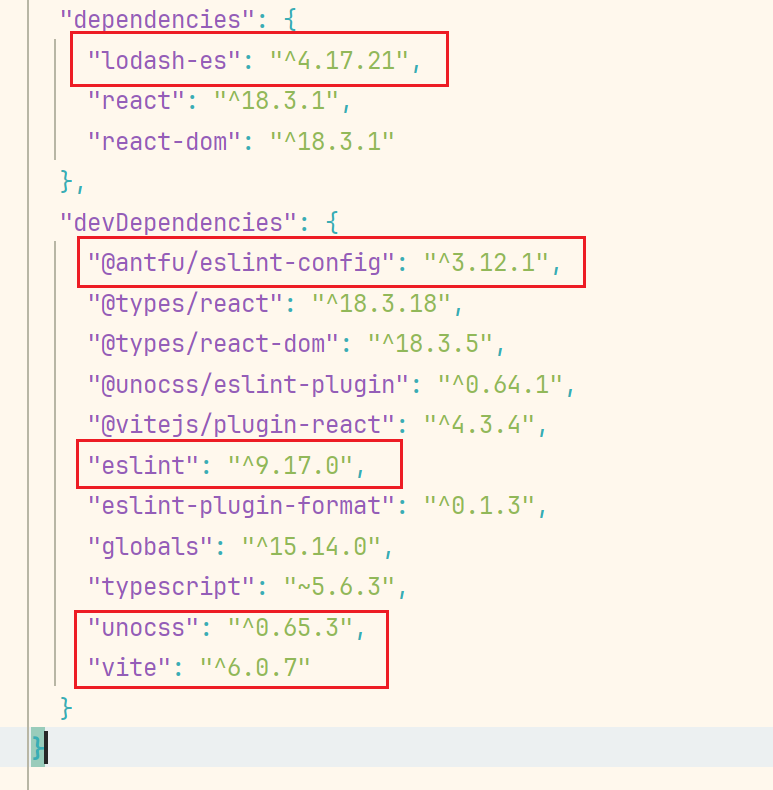 "dependencies": {
"lodash-es": "^4.17.21",
"react": "^18.3.1",
"react-dom": "^18.3.1"
},
"devDependencies": {
"@antfu/eslint-config": "^3.12.1",
"@types/react": "^18.3.18",
"@types/react-dom": "^18.3.5",
"@unocss/eslint-plugin": "^0.64.1",
"@vitejs/plugin-react": "^4.3.4",
"eslint": "^9.17.0",
"eslint-plugin-format": "^0.1.3",
"globals": "^15.14.0",
"typescript": "~5.6.3",
"unocss": "^0.65.3",
"vite": "^6.0.7"
}
}